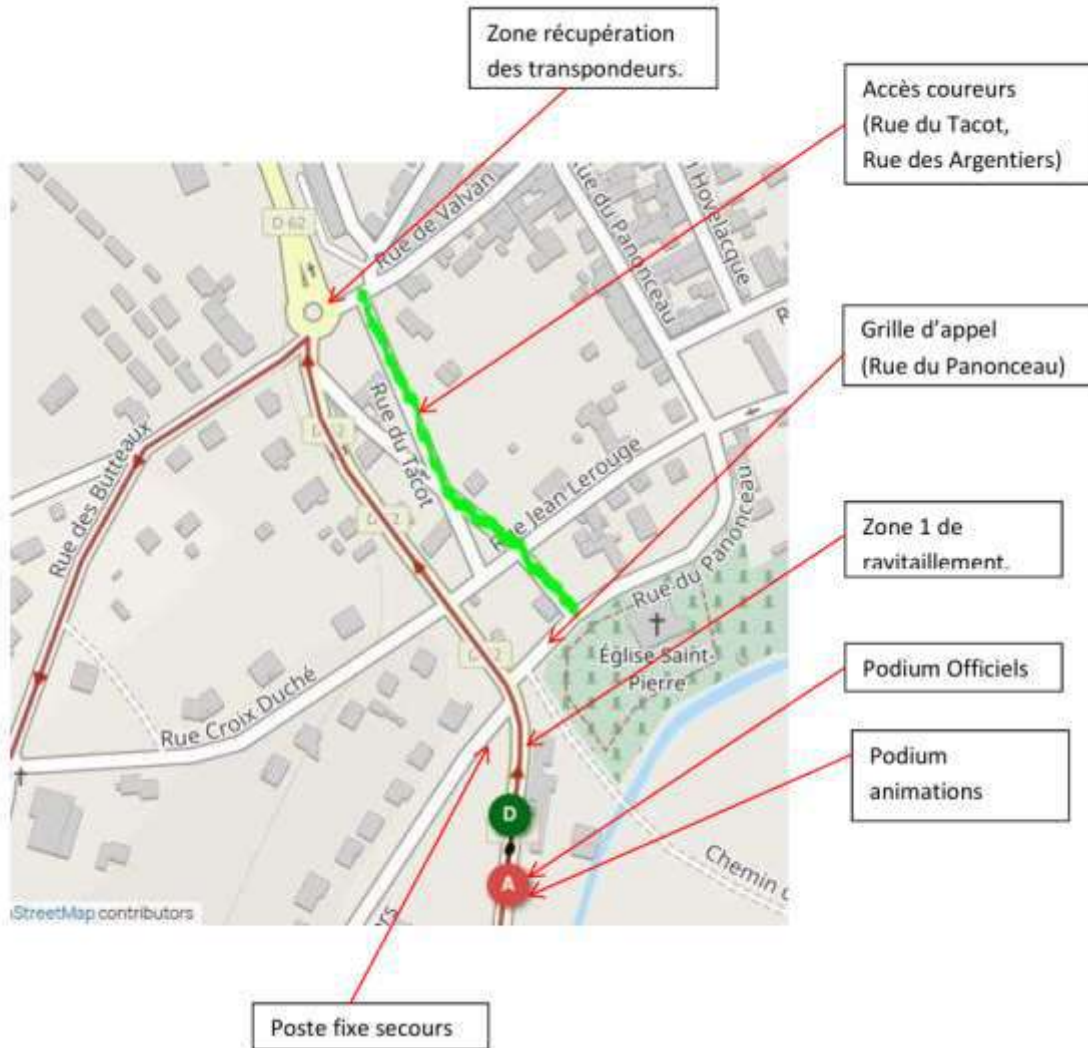 Zone récupération
des transpondeurs.
Accès coureurs
(Rue du Tacot,
Rue des Argentiers)
Grille d'appel
(Rue du Panonceau)
Zone 1 de
ravitaillement.
Podium Officiels
Podium
animations
Poste fixe secours
D 62
Rue de Valvan
Rue du Panonceau
Hovelacque
Rue des Butteaux
Rue du Tacot
Rue Jean Lerouge
Rue du Panonceau
Église Saint-
Pierre
Rue Croix Duché
D
A
Chemin
StreetMap contributors